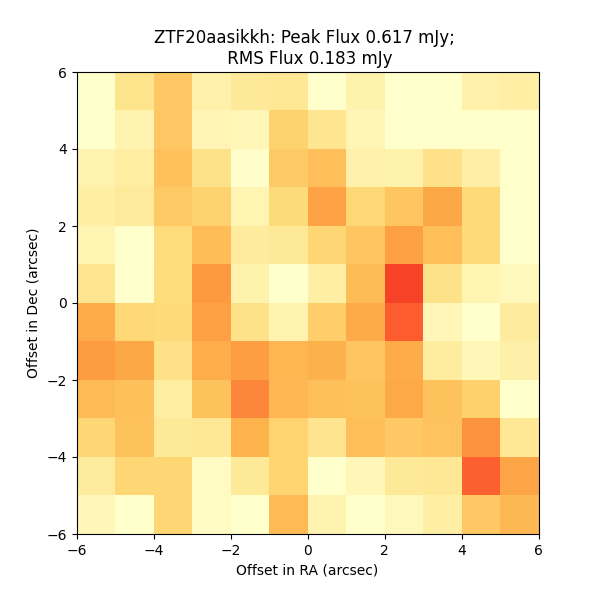 ZTF20aasikkh: Peak Flux 0.617 mJy;
RMS Flux 0.183 mJy
6
4
2
0
−2
−4
−6
Offset in Dec (arcsec)
−6 −4 −2 0 2 4 6
Offset in RA (arcsec)